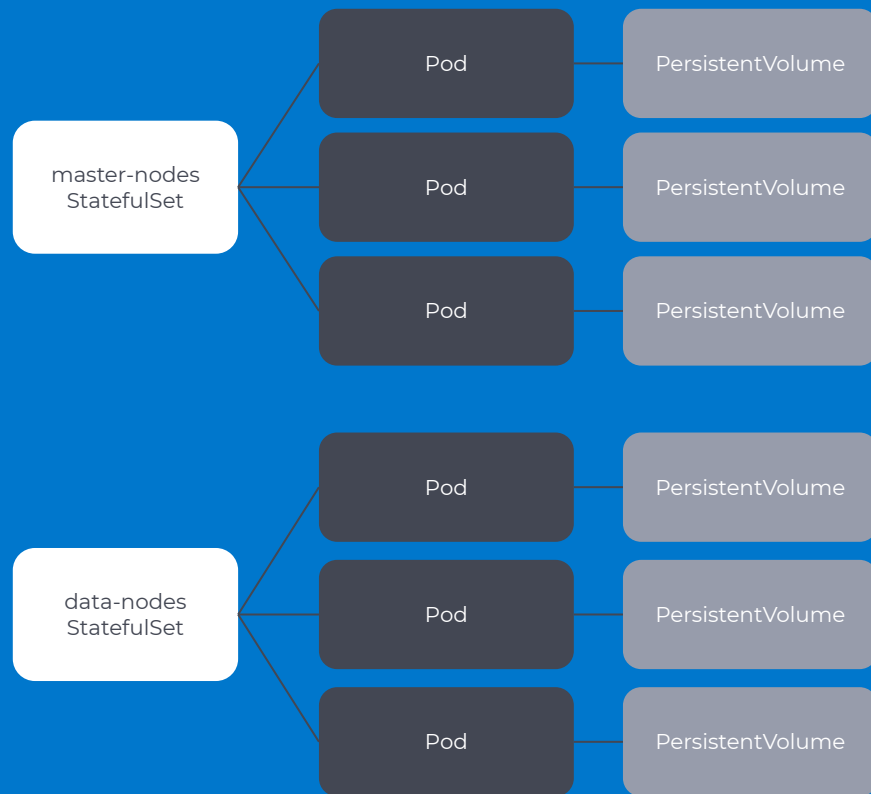 Pod
PersistentVolume
master-nodes
StatefulSet
Pod
PersistentVolume
Pod
PersistentVolume
Pod
PersistentVolume
data-nodes
StatefulSet
Pod
PersistentVolume
Pod
PersistentVolume